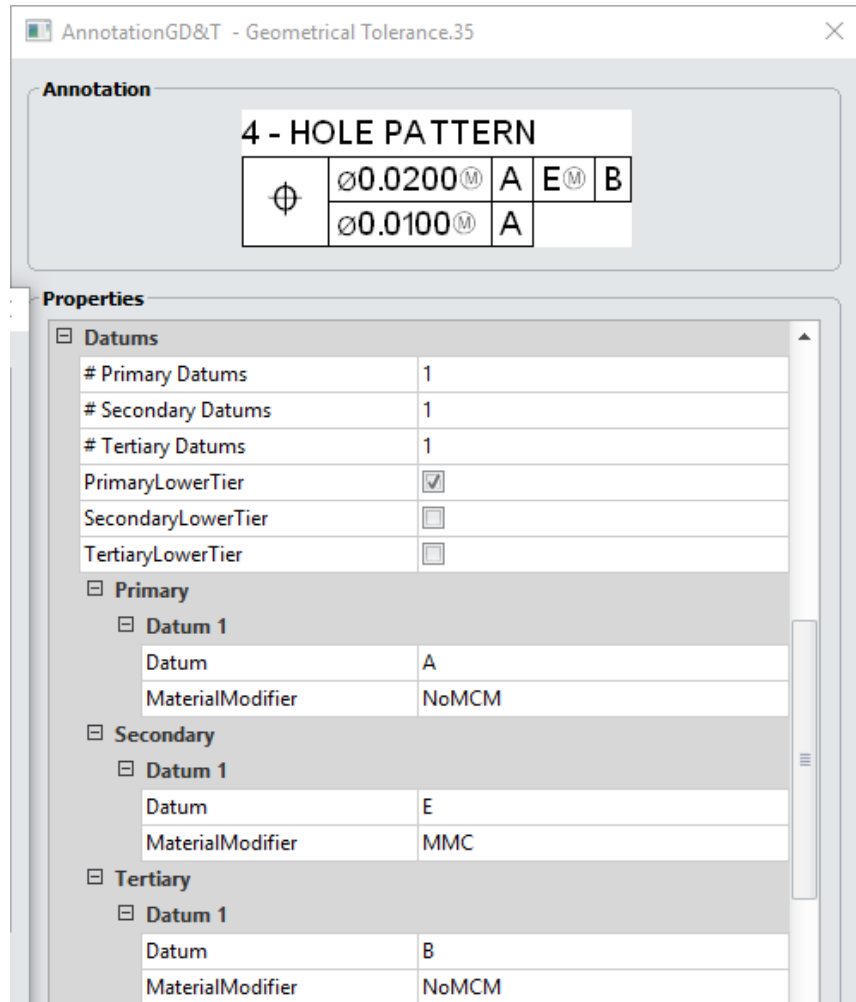 AnnotationGD&T - Geometrical Tolerance.35
Annotation
4 - HOLE PATTERN
⌖ ⌀0.0200Ⓜ A EⓂ B
⌀0.0100Ⓜ A
Properties
Datums
# Primary Datums 1
# Secondary Datums 1
# Tertiary Datums 1
PrimaryLowerTier
SecondaryLowerTier
TertiaryLowerTier
Primary
Datum 1
Datum A
MaterialModifier NoMCM
Secondary
Datum 1
Datum E
MaterialModifier MMC
Tertiary
Datum 1
Datum B
MaterialModifier NoMCM